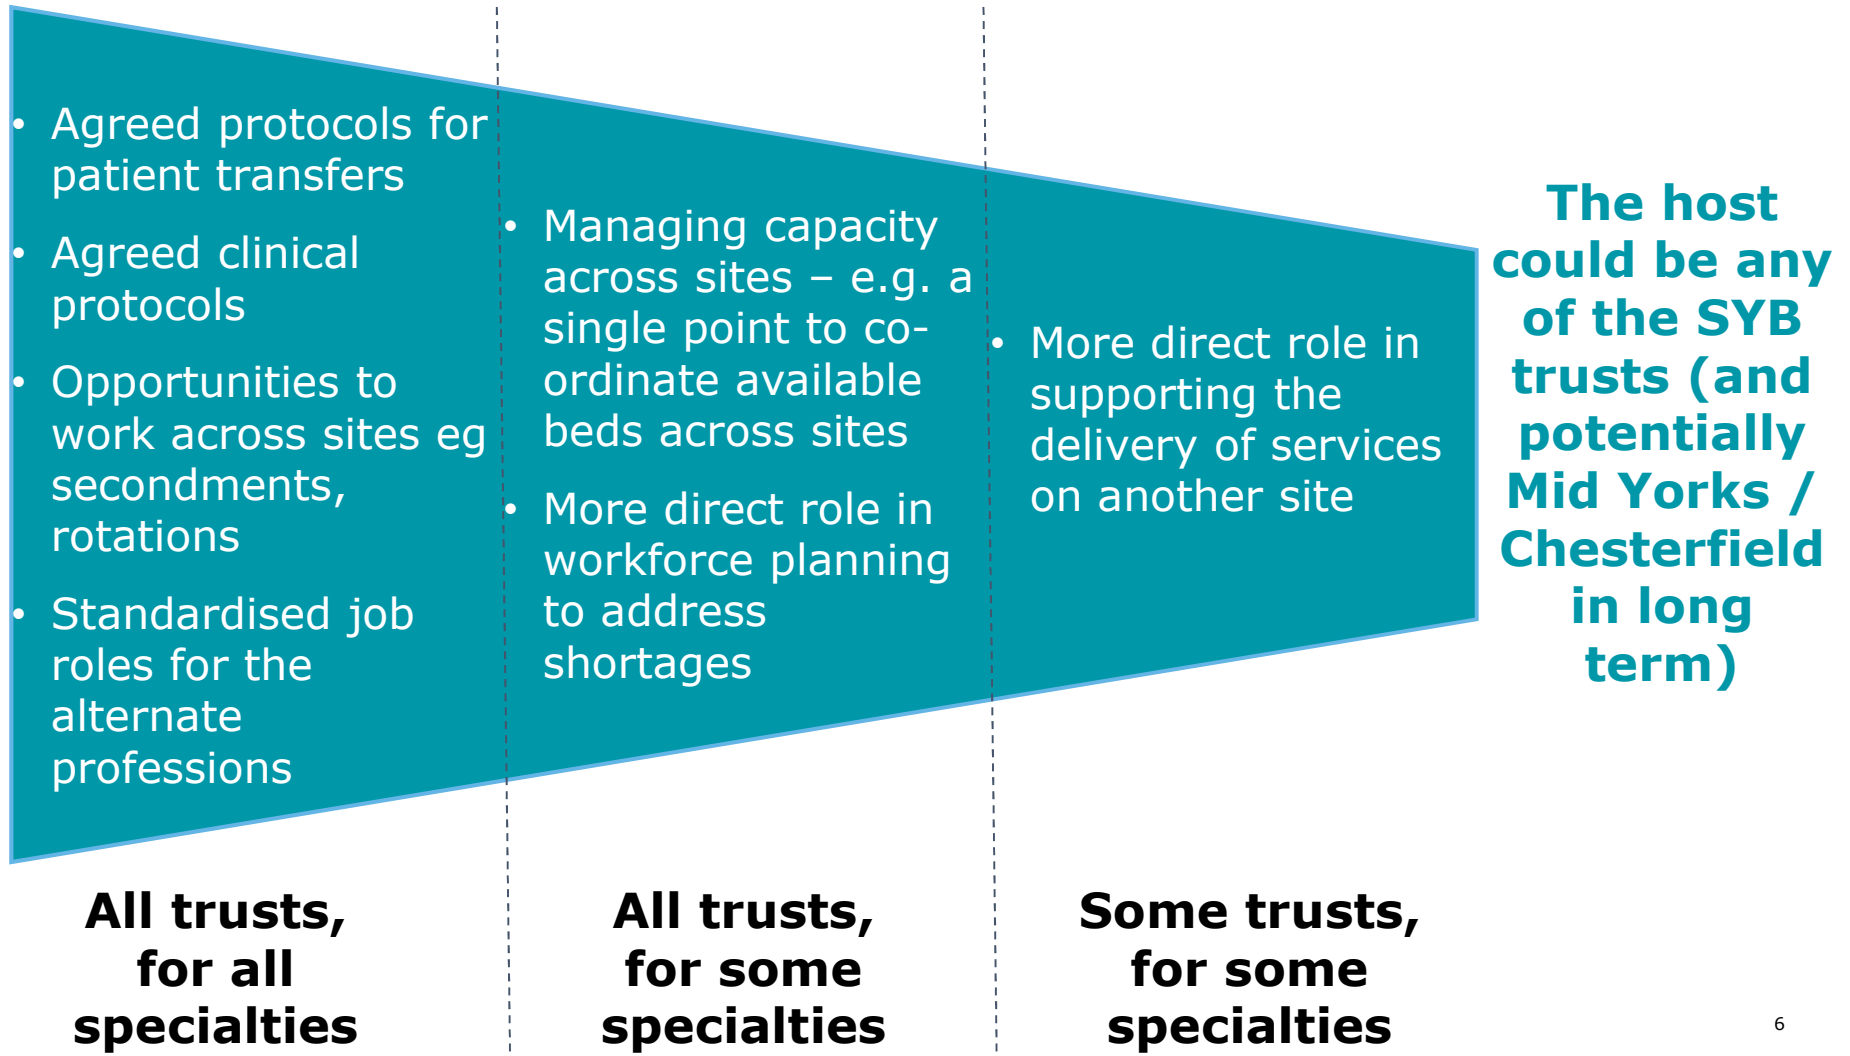 • Agreed protocols for
patient transfers
• Agreed clinical
protocols
• Opportunities to
work across sites eg
secondments,
rotations
• Standardised job
roles for the
alternate
professions
• Managing capacity
across sites – e.g. a
single point to co-
ordinate available
beds across sites
• More direct role in
workforce planning
to address
shortages
• More direct role in
supporting the
delivery of services
on another site
The host
could be any
of the SYB
trusts (and
potentially
Mid Yorks /
Chesterfield
in long
term)
All trusts,
for all
specialties
All trusts,
for some
specialties
Some trusts,
for some
specialties
6